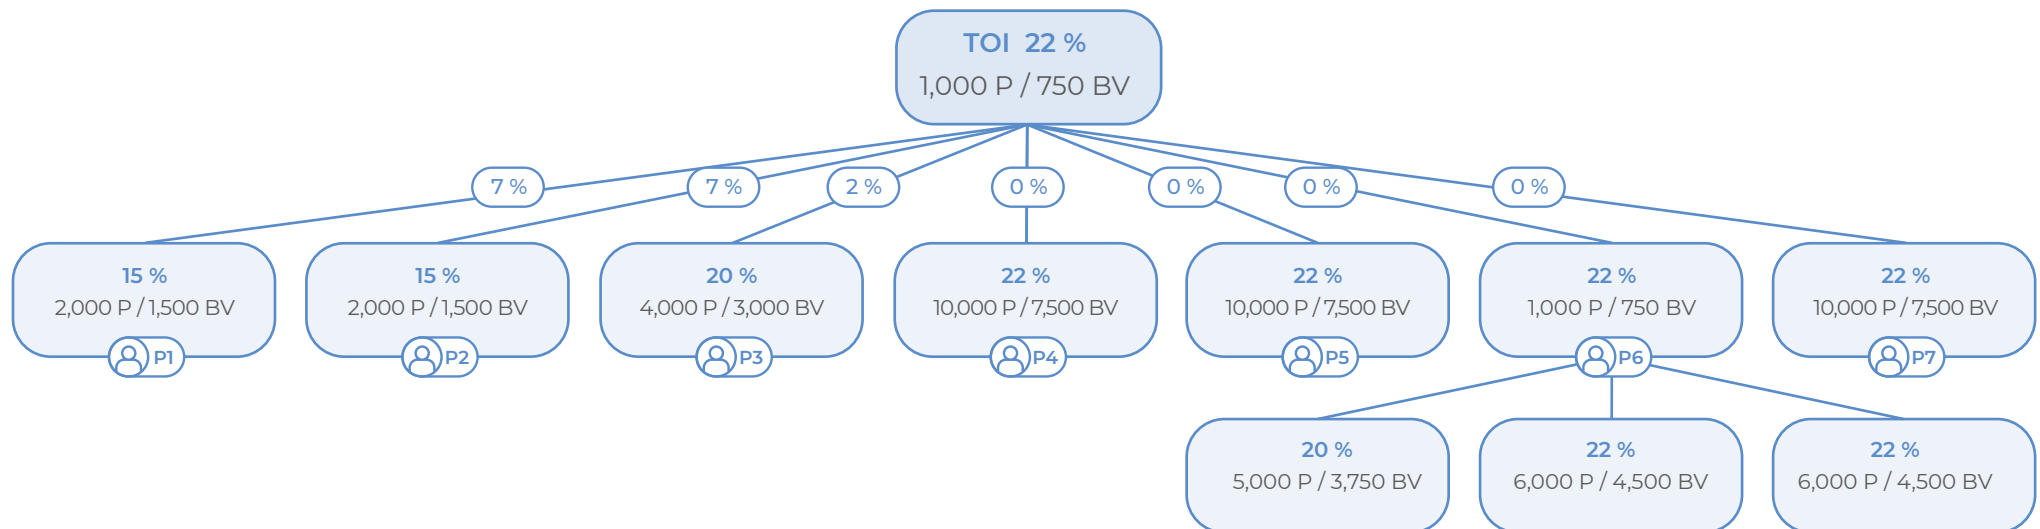 TOI 22 %
1,000 P / 750 BV
7 %
7 %
2 %
0 %
0 %
0 %
0 %
15 %
2,000 P / 1,500 BV
P1
15 %
2,000 P / 1,500 BV
P2
20 %
4,000 P / 3,000 BV
P3
22 %
10,000 P / 7,500 BV
P4
22 %
10,000 P / 7,500 BV
P5
22 %
1,000 P / 750 BV
P6
22 %
10,000 P / 7,500 BV
P7
20 %
5,000 P / 3,750 BV
22 %
6,000 P / 4,500 BV
22 %
6,000 P / 4,500 BV